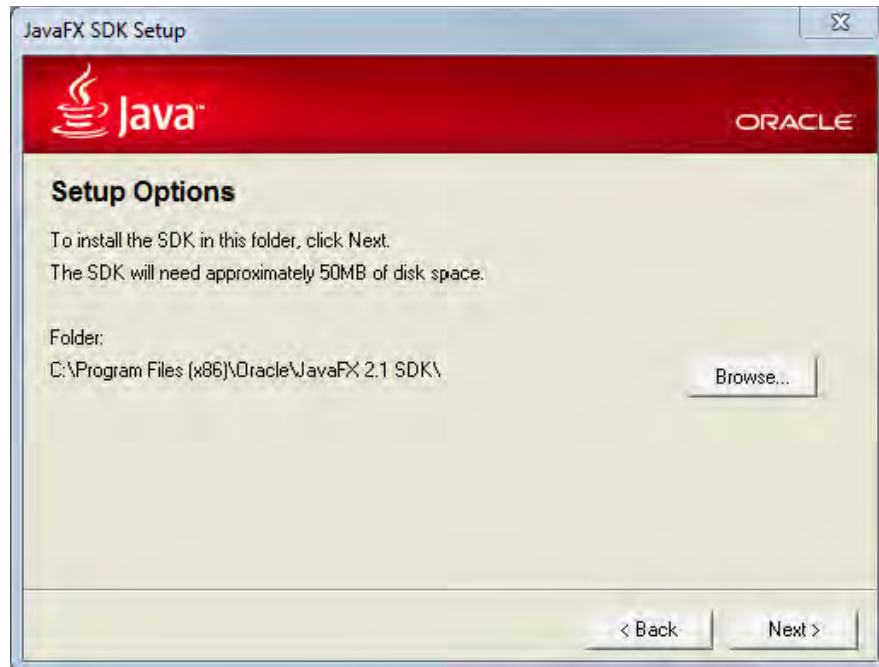 JavaFX SDK Setup
Java™
ORACLE
Setup Options
To install the SDK in this folder, click Next.
The SDK will need approximately 50MB of disk space.
Folder:
C:\Program Files (x86)\Oracle\JavaFX 2.1 SDK\
Browse...
< Back
Next >